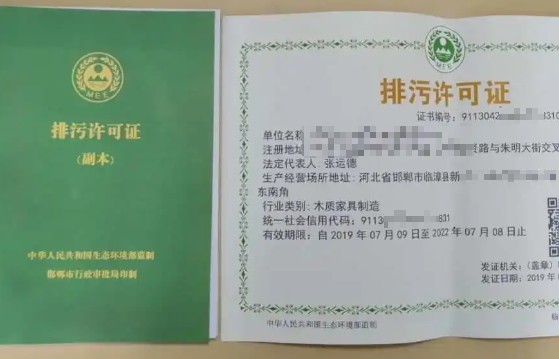 MEE
排污许可证
(副本)
中华人民共和国生态环境部监制
邯郸市行政审批局印制
排污许可证
证书编号: 9113042
310
单位名称
注册地址
路与朱明大街交叉
法定代表人: 张运德
生产经营场所地址: 河北省邯郸市临漳县新
东南角
行业类别: 木质家具制造
统一社会信用代码: 9113
831
有效期限: 自 2019 年 07 月 09 日至 2022 年 07 月 08 日止
发证机关: (盖章)
发证日期: 2019 年
中华人民共和国生态环境部监制